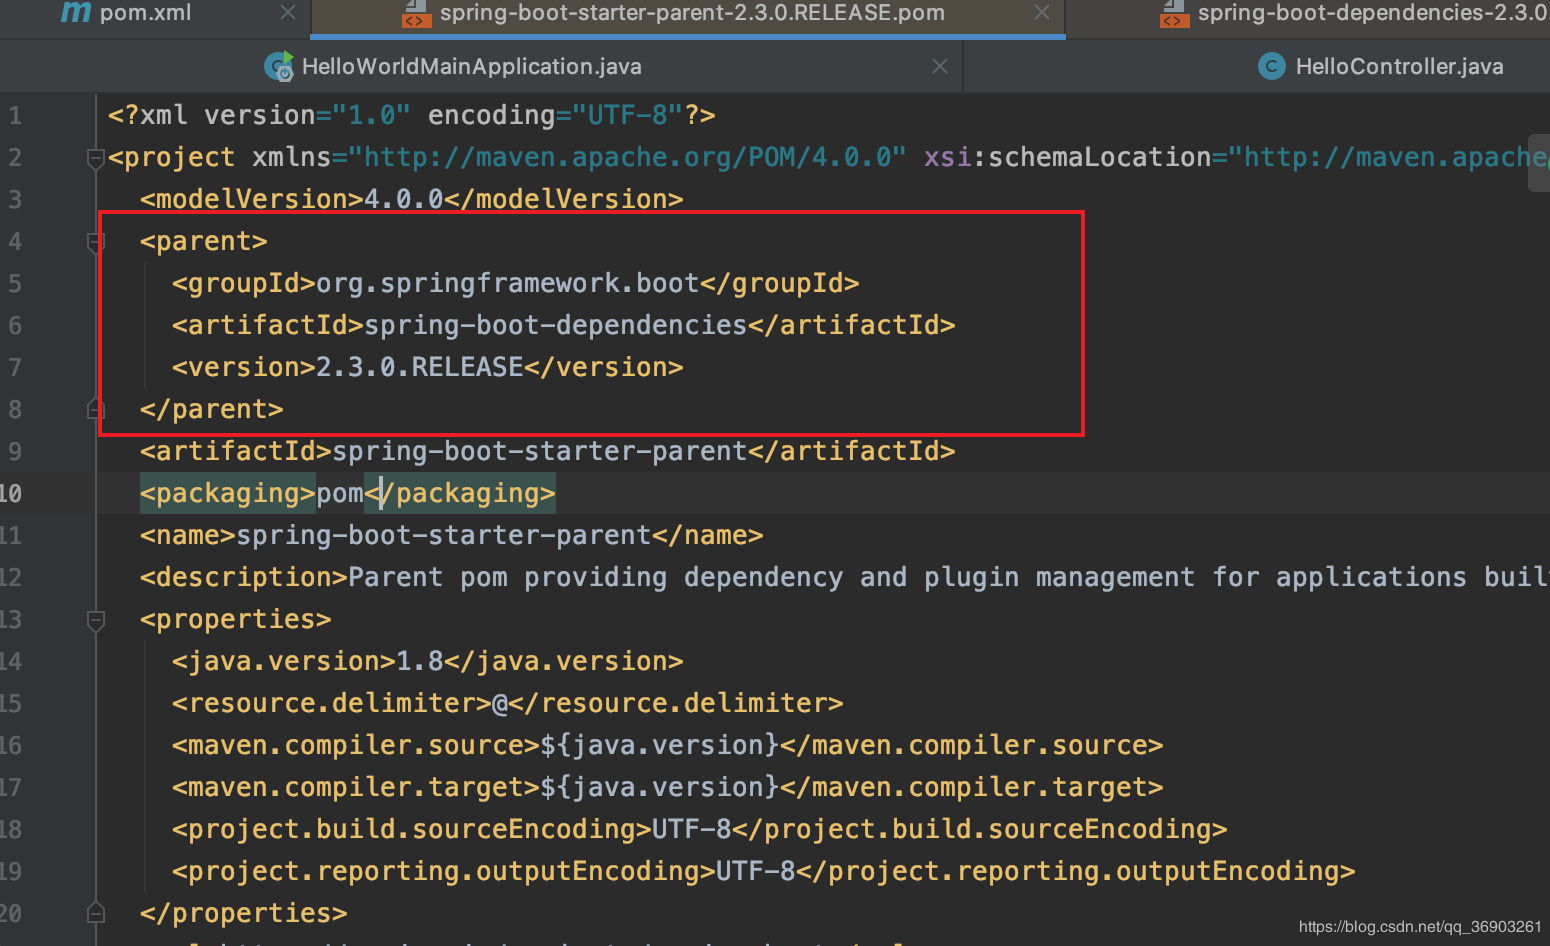 pom.xml
spring-boot-starter-parent-2.3.0.RELEASE.pom
spring-boot-dependencies-2.3.0.
HelloWorldMainApplication.java
HelloController.java
1 <?xml version="1.0" encoding="UTF-8"?>
2 <project xmlns="http://maven.apache.org/POM/4.0.0" xsi:schemaLocation="http://maven.apache
3 <modelVersion>4.0.0</modelVersion>
4 <parent>
5 <groupId>org.springframework.boot</groupId>
6 <artifactId>spring-boot-dependencies</artifactId>
7 <version>2.3.0.RELEASE</version>
8 </parent>
9 <artifactId>spring-boot-starter-parent</artifactId>
10 <packaging>pom</packaging>
11 <name>spring-boot-starter-parent</name>
12 <description>Parent pom providing dependency and plugin management for applications buil
13 <properties>
14 <java.version>1.8</java.version>
15 <resource.delimiter>@</resource.delimiter>
16 <maven.compiler.source>${java.version}</maven.compiler.source>
17 <maven.compiler.target>${java.version}</maven.compiler.target>
18 <project.build.sourceEncoding>UTF-8</project.build.sourceEncoding>
19 <project.reporting.outputEncoding>UTF-8</project.reporting.outputEncoding>
20 </properties>
https://blog.csdn.net/qq_36903261